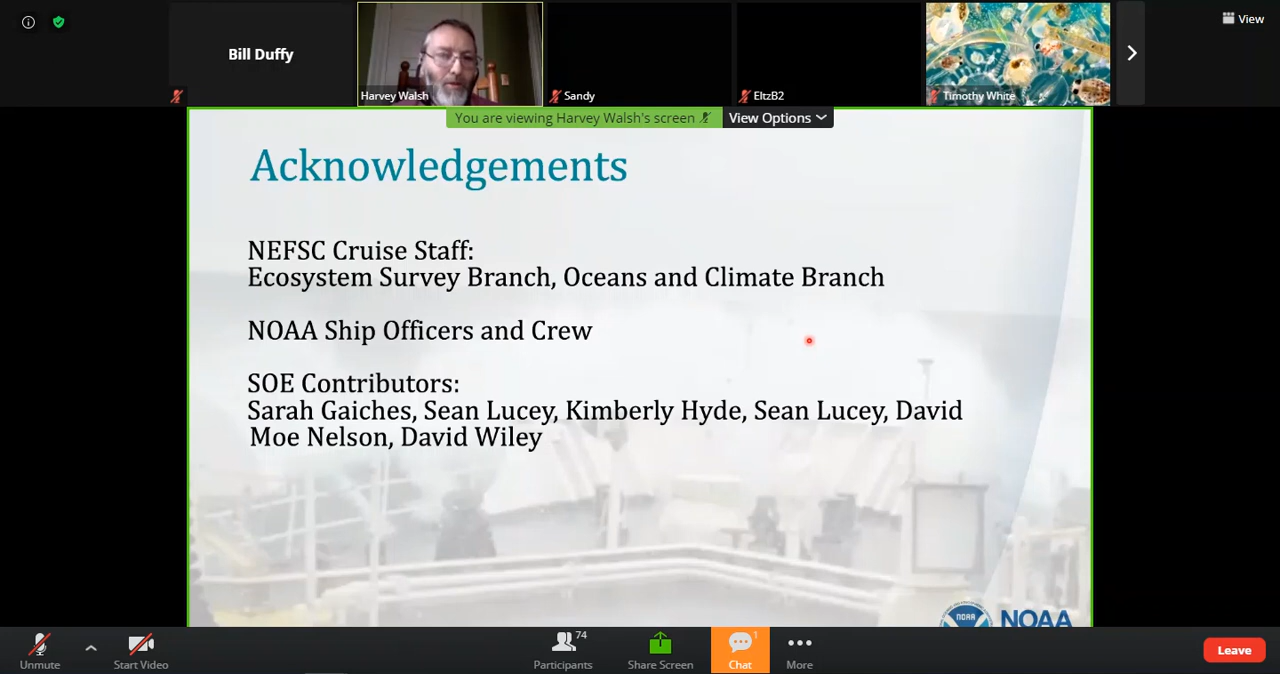 View
Bill Duffy
Harvey Walsh
Sandy
EltzB2
Timothy White
You are viewing Harvey Walsh's screen
View Options
Acknowledgements
NEFSC Cruise Staff:
Ecosystem Survey Branch, Oceans and Climate Branch
NOAA Ship Officers and Crew
SOE Contributors:
Sarah Gaiches, Sean Lucey, Kimberly Hyde, Sean Lucey, David
Moe Nelson, David Wiley
NOAA
NOAA
Unmute
Start Video
74
Participants
Share Screen
1
Chat
More
Leave